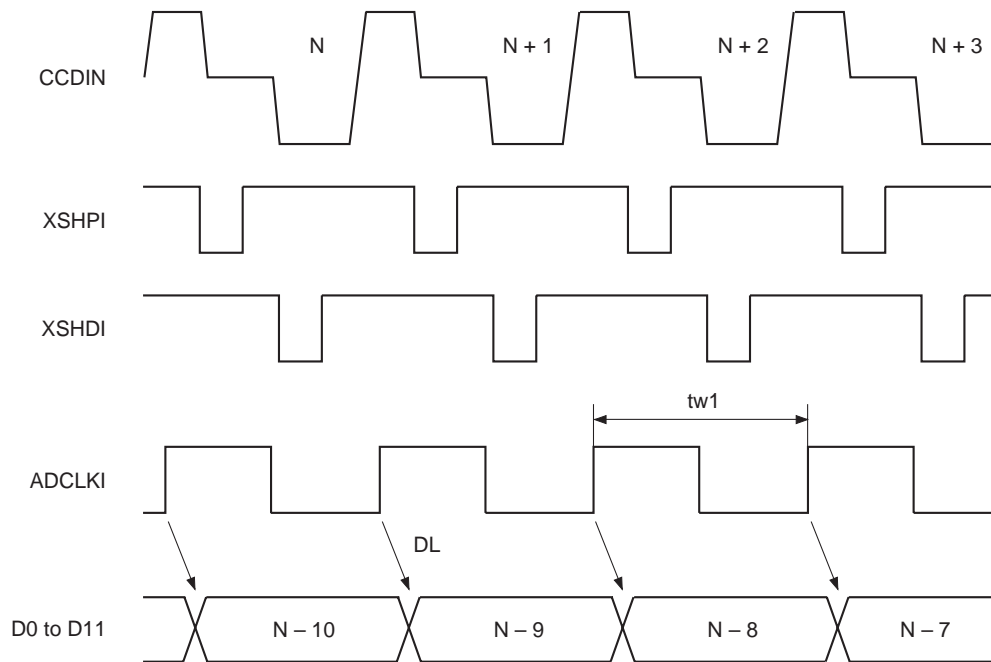 N N + 1 N + 2 N + 3
CCDIN
XSHPI
XSHDI
tw1
ADCLKI
DL
D0 to D11 N – 10 N – 9 N – 8 N – 7